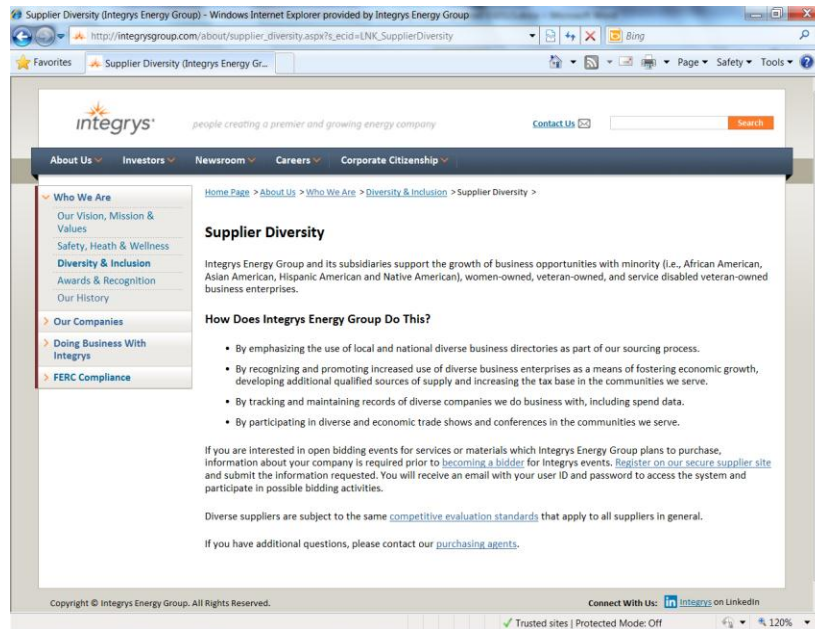 Supplier Diversity (Integrys Energy Group) - Windows Internet Explorer provided by Integrys Energy Group
http://integrysgroup.com/about/supplier_diversity.aspx?s_ecid=LNK_SupplierDiversity
Bing
Favorites
Supplier Diversity (Integrys Energy Gr...
Page
Safety
Tools
integrys
people creating a premier and growing energy company
Contact Us
Search
About Us
Investors
Newsroom
Careers
Corporate Citizenship
Who We Are
Our Vision, Mission &
Values
Safety, Heath & Wellness
Diversity & Inclusion
Awards & Recognition
Our History
Our Companies
Doing Business With
Integrys
FERC Compliance
Home Page > About Us > Who We Are > Diversity & Inclusion > Supplier Diversity >
Supplier Diversity
Integrys Energy Group and its subsidiaries support the growth of business opportunities with minority (i.e., African American,
Asian American, Hispanic American and Native American), women-owned, veteran-owned, and service disabled veteran-owned
business enterprises.
How Does Integrys Energy Group Do This?
• By emphasizing the use of local and national diverse business directories as part of our sourcing process.
• By recognizing and promoting increased use of diverse business enterprises as a means of fostering economic growth,
developing additional qualified sources of supply and increasing the tax base in the communities we serve.
• By tracking and maintaining records of diverse companies we do business with, including spend data.
• By participating in diverse and economic trade shows and conferences in the communities we serve.
If you are interested in open bidding events for services or materials which Integrys Energy Group plans to purchase,
information about your company is required prior to becoming a bidder for Integrys events. Register on our secure supplier site
and submit the information requested. You will receive an email with your user ID and password to access the system and
participate in possible bidding activities.
Diverse suppliers are subject to the same competitive evaluation standards that apply to all suppliers in general.
If you have additional questions, please contact our purchasing agents.
Copyright © Integrys Energy Group. All Rights Reserved.
Connect With Us: in Integrys on LinkedIn
Trusted sites | Protected Mode: Off
120%